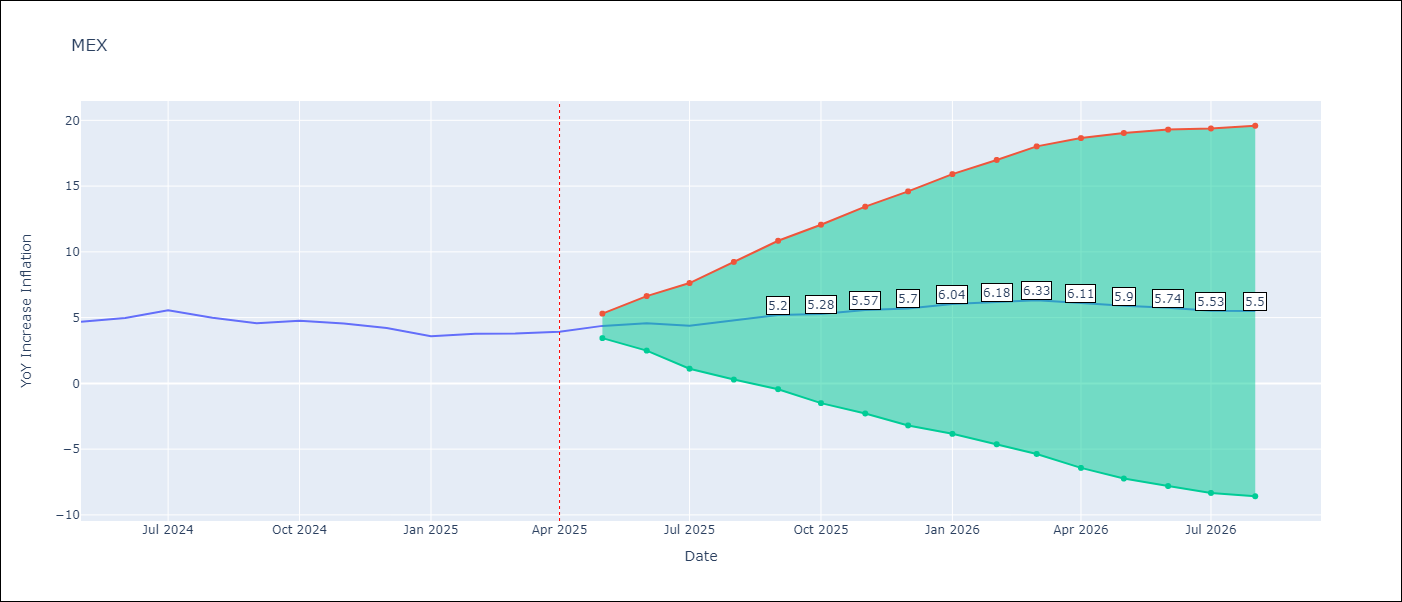 MEX
YoY Increase Inflation
20
15
10
5
0
−5
−10
5.2
5.28
5.57
5.7
6.04
6.18
6.33
6.11
5.9
5.74
5.53
5.5
Jul 2024
Oct 2024
Jan 2025
Apr 2025
Jul 2025
Oct 2025
Jan 2026
Apr 2026
Jul 2026
Date